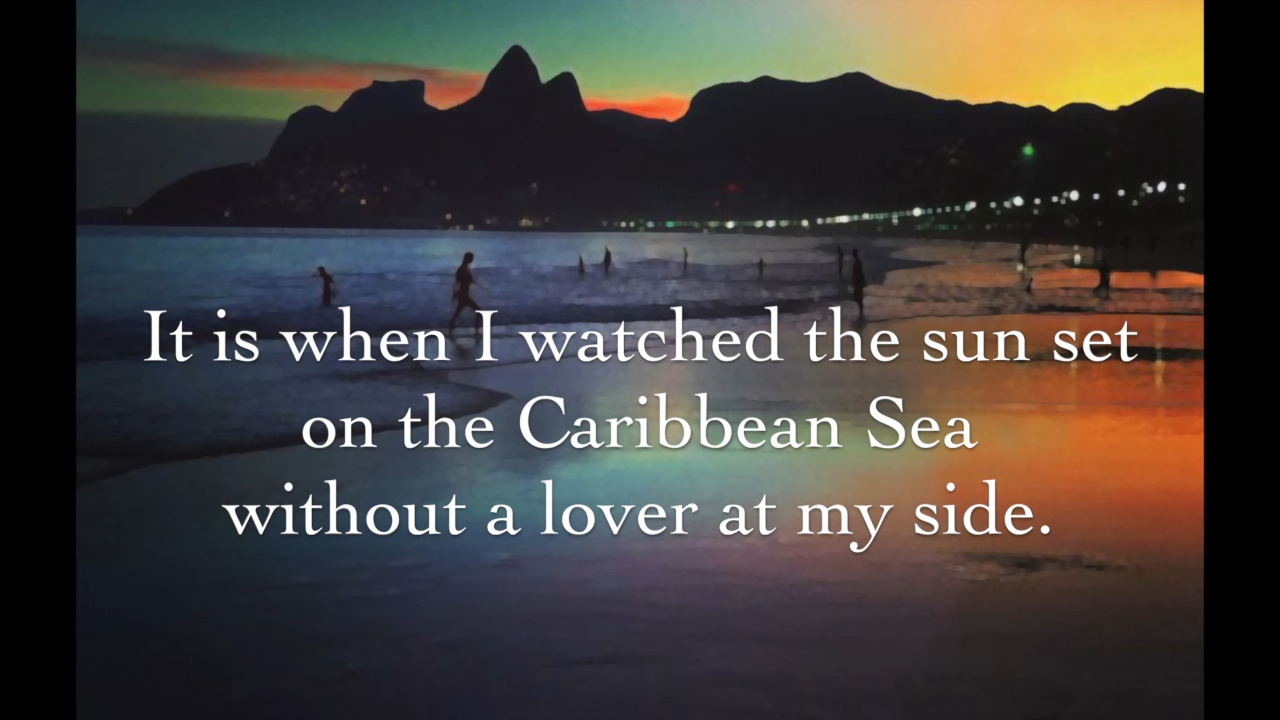 It is when I watched the sun set
on the Caribbean Sea
without a lover at my side.